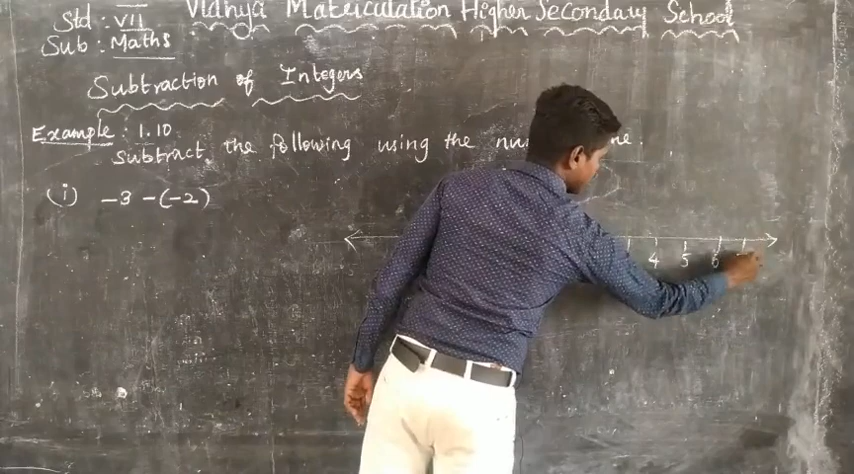 Std : VII
Vidhya Matriculation Higher Secondary School
Sub : Maths
Subtraction of Integers
Example : 1.10
Subtract the following using the
(i) -3 -(-2)
4 5 6